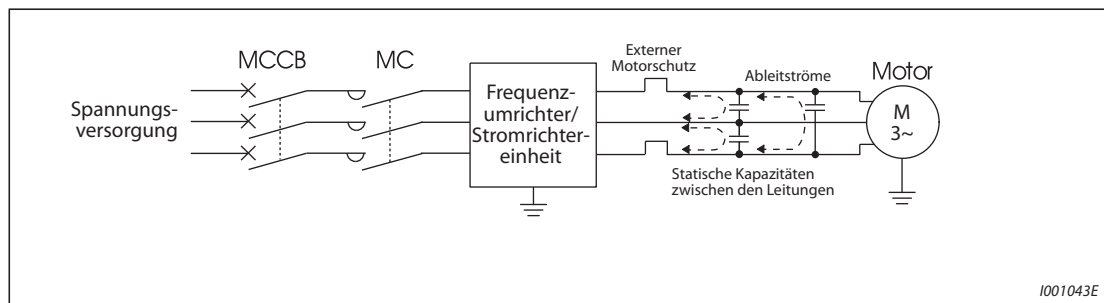 MCCB
MC
Externer
Motorschutz
Ableitströme
Motor
Spannungs-
versorgung
Frequenz-
umrichter/
Stromrichter-
einheit
M
3~
Statische Kapazitäten
zwischen den Leitungen
I001043E